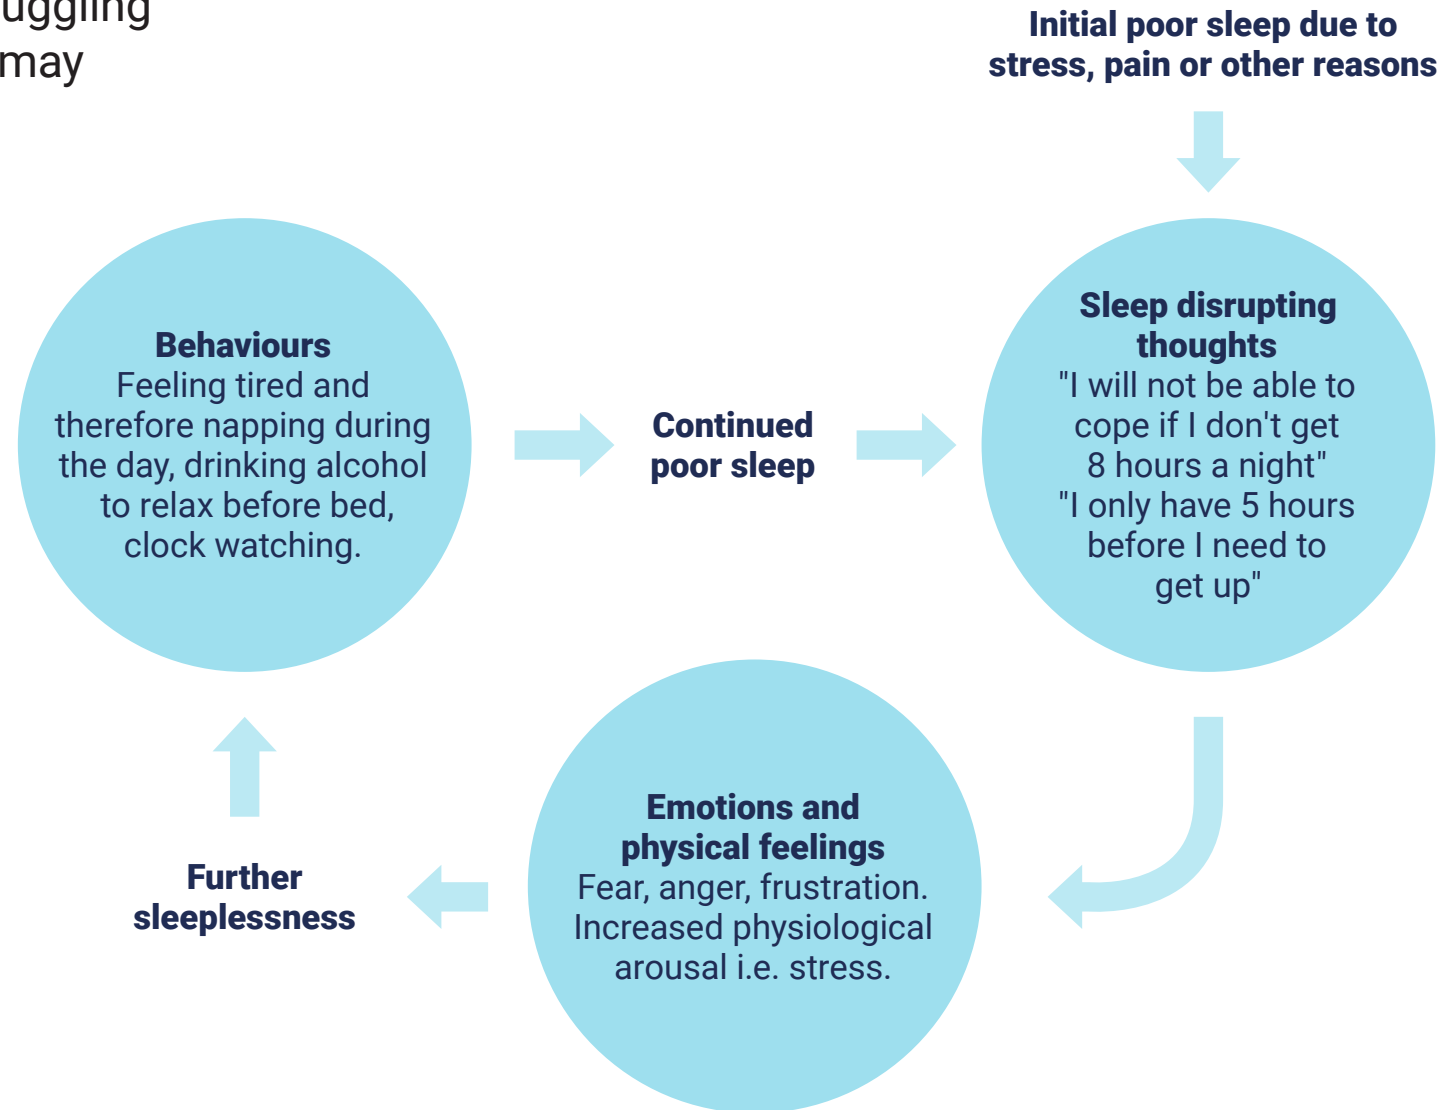 may
Initial poor sleep due to
stress, pain or other reasons
Behaviours
Feeling tired and
therefore napping during
the day, drinking alcohol
to relax before bed,
clock watching.
Continued
poor sleep
Sleep disrupting
thoughts
"I will not be able to
cope if I don't get
8 hours a night"
"I only have 5 hours
before I need to
get up"
Emotions and
physical feelings
Fear, anger, frustration.
Increased physiological
arousal i.e. stress.
Further
sleeplessness